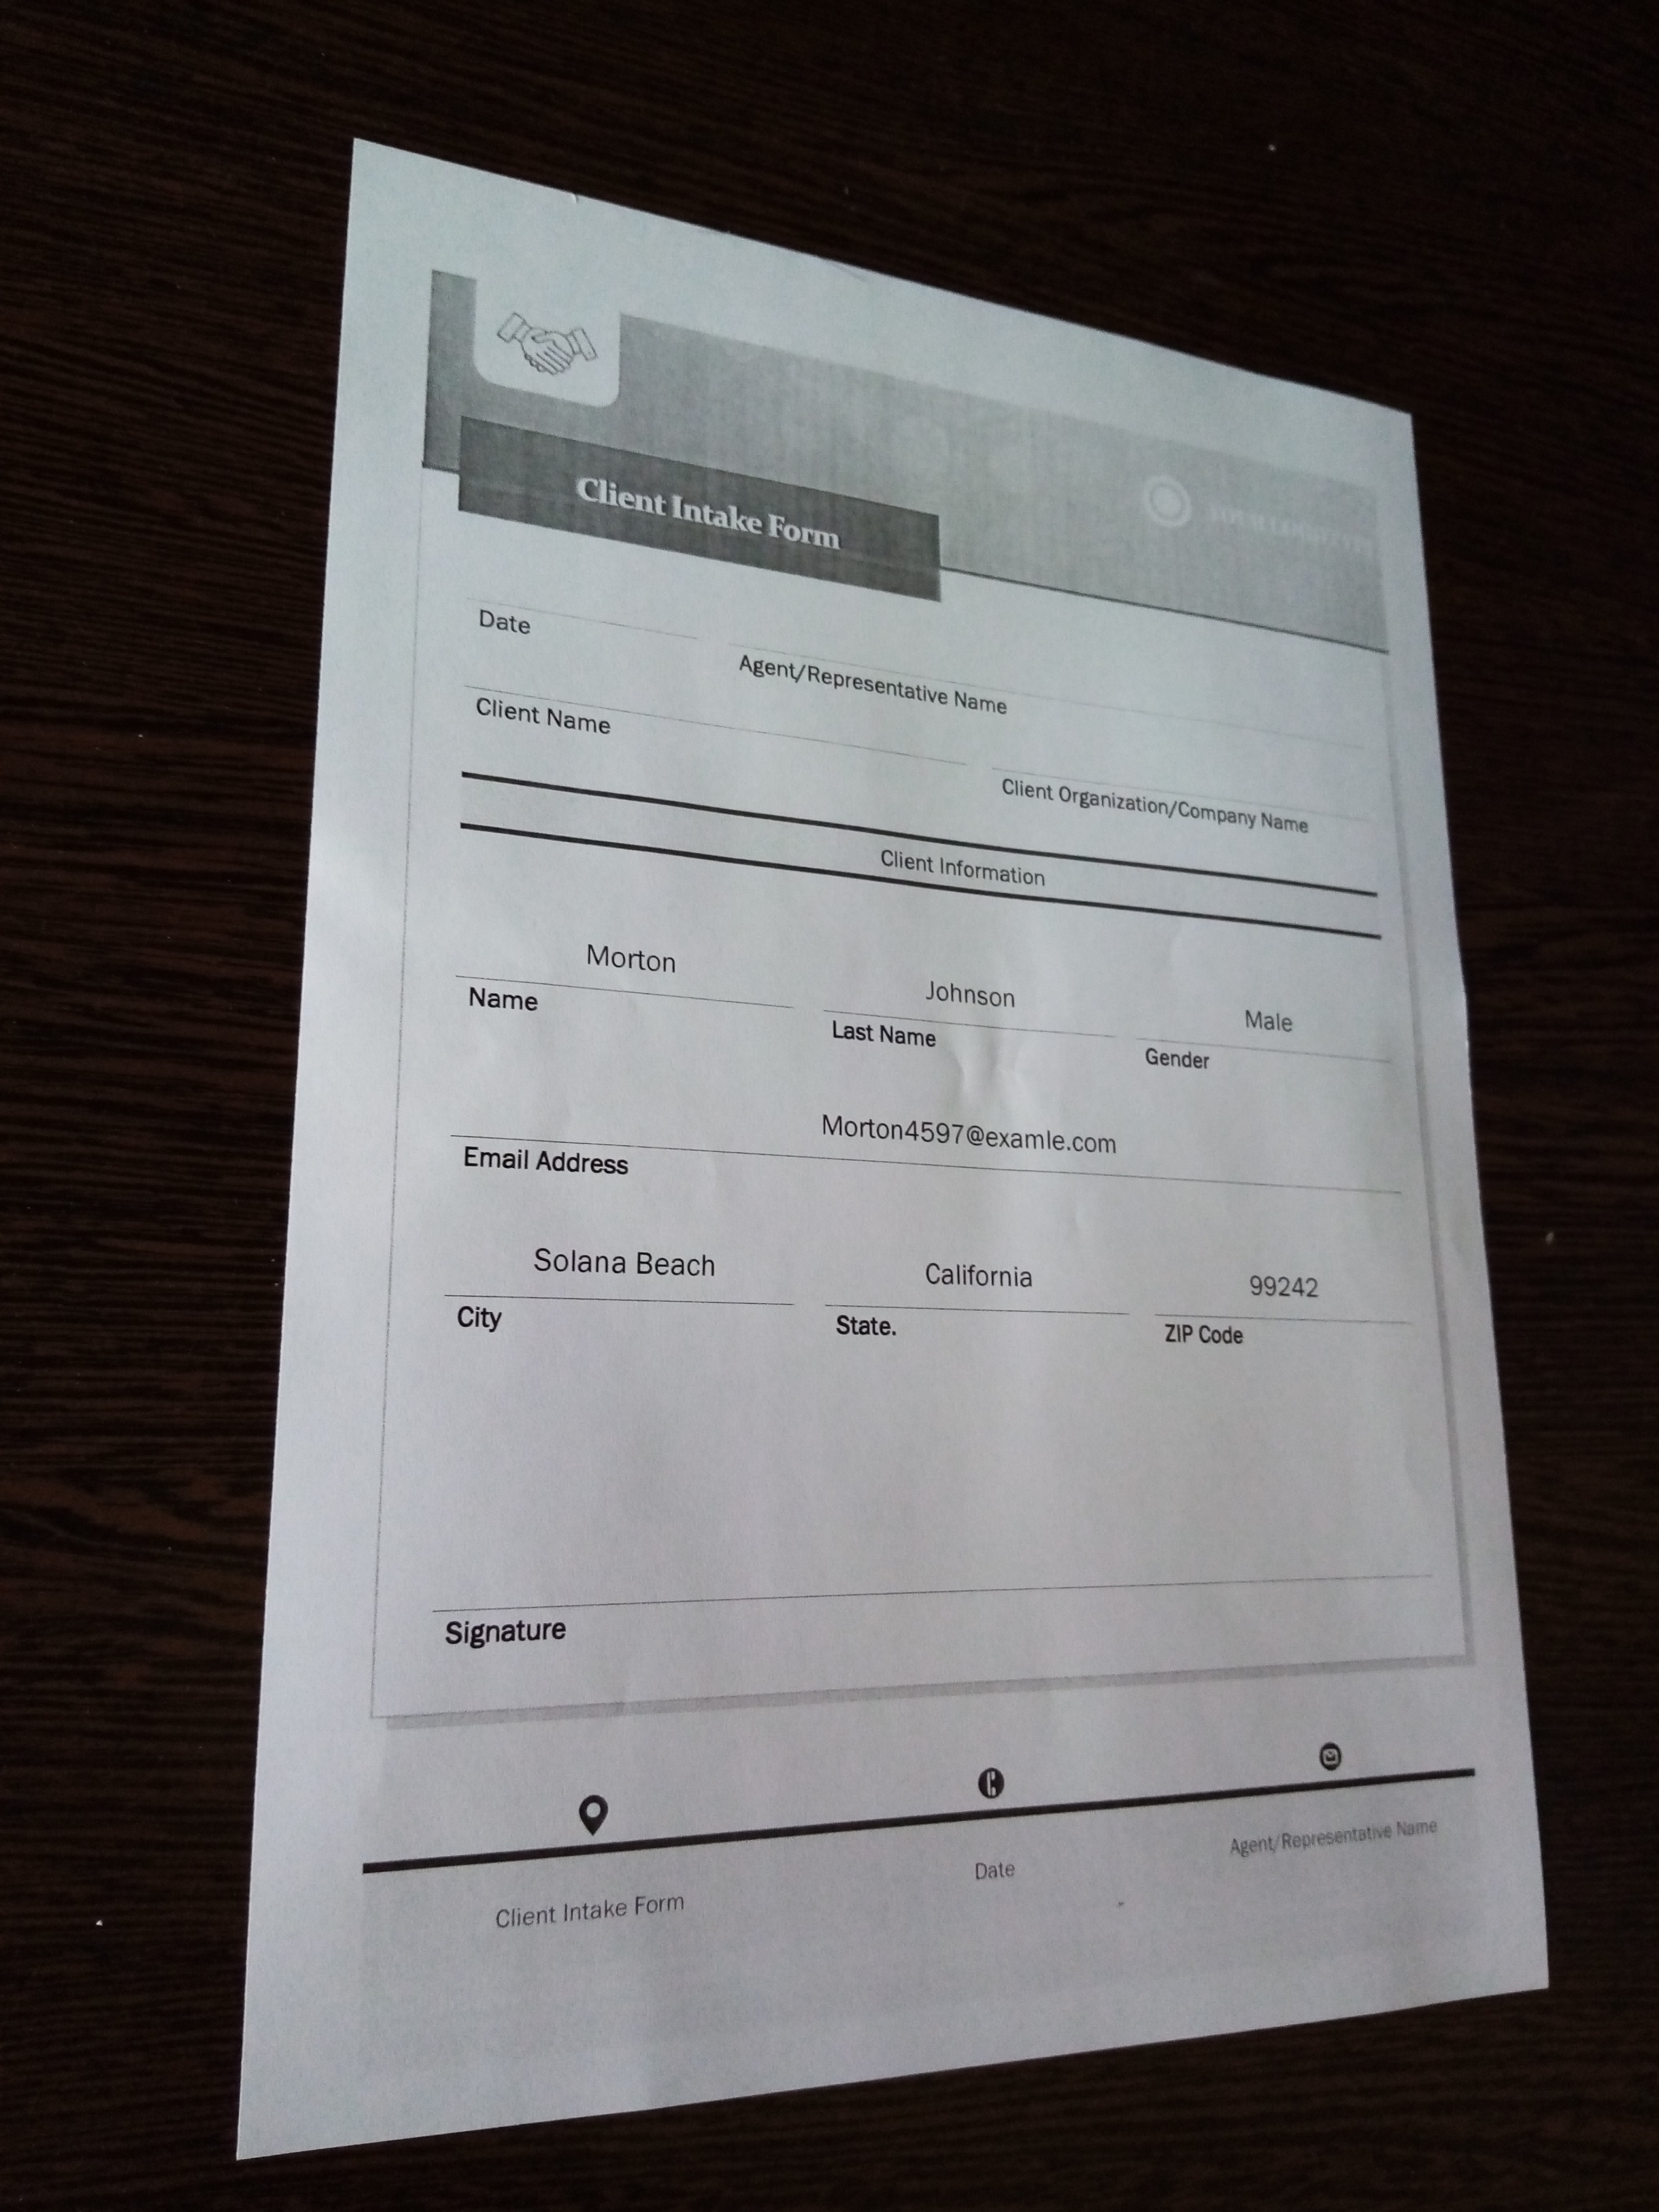 Client Intake Form
Date
Agent/Representative Name
Client Name
Client Organization/Company Name
Client Information
Morton Johnson Male
Name Last Name Gender
Morton4597@examle.com
Email Address
Solana Beach California 99242
City State. ZIP Code
Signature
Client Intake Form Date Agent/Representative Name